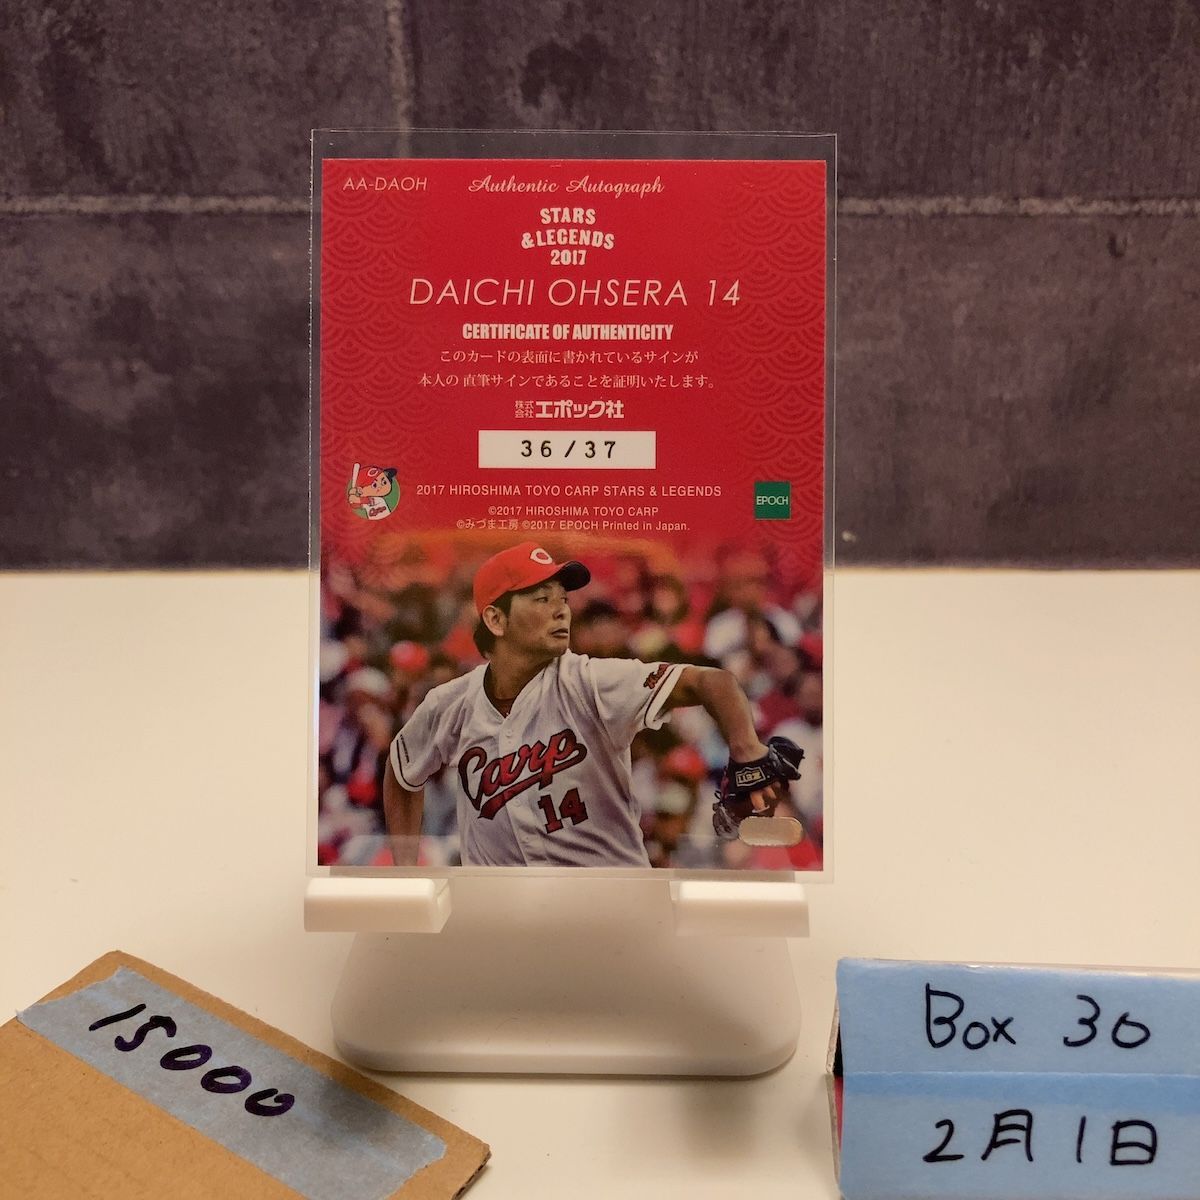 AA-DAOH Authentic Autograph
STARS
& LEGENDS
2017
DAICHI OHSERA 14
CERTIFICATE OF AUTHENTICITY
このカードの表面に書かれているサインが
本人の 直筆サインであることを証明いたします。
株式会社エポック社
36/37
2017 HIROSHIMA TOYO CARP STARS & LEGENDS
©2017 HIROSHIMA TOYO CARP
©みづま工房 ©2017 EPOCH Printed in Japan.
EPOCH
Carp
14
15000
Box 30
2月1日